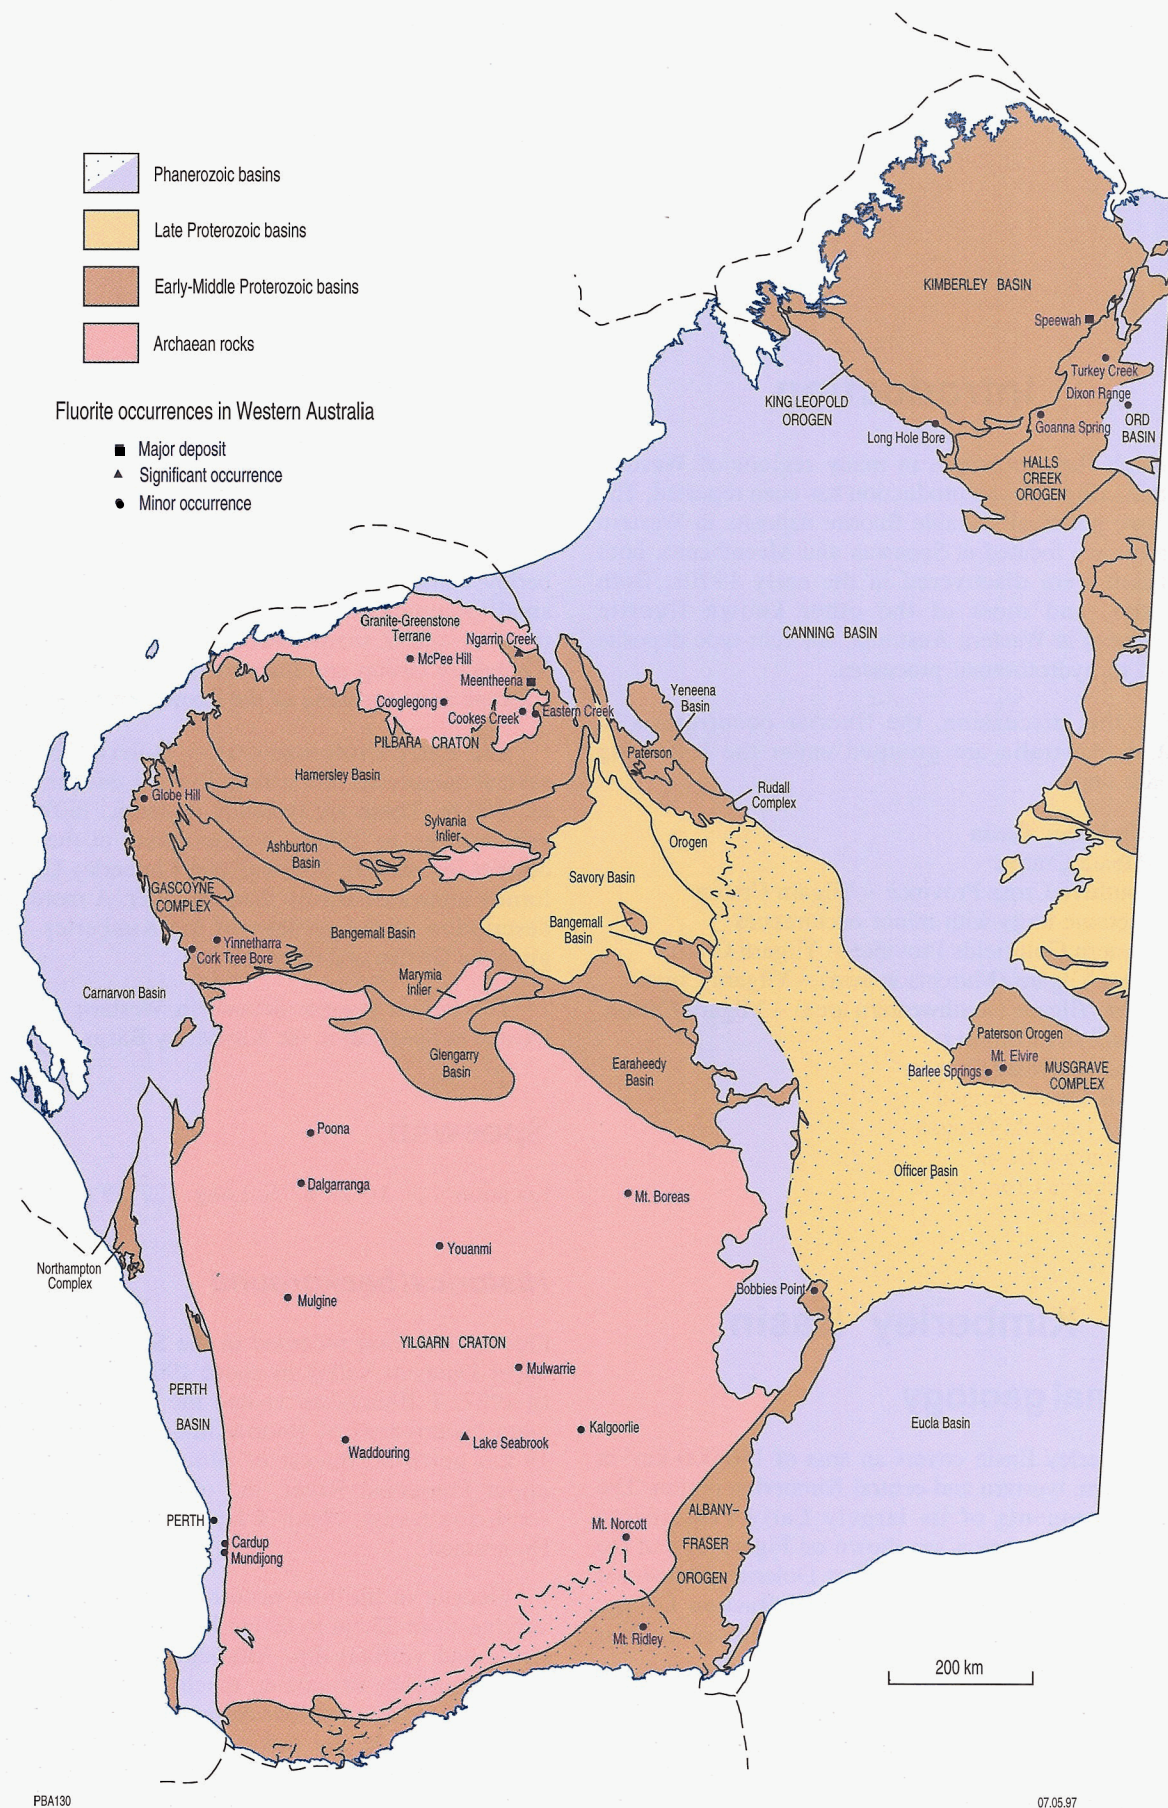 Phanerozoic basins
Late Proterozoic basins
Early-Middle Proterozoic basins
Archaean rocks
Fluorite occurrences in Western Australia
Major deposit
Significant occurrence
Minor occurrence
KIMBERLEY BASIN
Speewah
Turkey Creek
Dixon Range
KING LEOPOLD
OROGEN
Long Hole Bore
Goanna Spring
ORD
BASIN
HALLS
CREEK
OROGEN
CANNING BASIN
Granite-Greenstone
Terrane
Ngarrin Creek
McPee Hill
Meentheena
Cooglegong
Cookes Creek
Eastern Creek
PILBARA CRATON
Yeneena
Basin
Paterson
Hamersley Basin
Rudall
Complex
Globe Hill
Sylvania
Inlier
Ashburton
Basin
Orogen
Savory Basin
GASCOYNE
COMPLEX
Bangemall Basin
Bangemall
Basin
Yinnetharra
Cork Tree Bore
Marymia
Inlier
Carnarvon Basin
Glengarry
Basin
Earaheedy
Basin
Paterson Orogen
Mt. Elvire
Barlee Springs
MUSGRAVE
COMPLEX
Poona
Dalgarranga
Mt. Boreas
Officer Basin
Youanmi
Northampton
Complex
Bobbies Point
Mulgine
YILGARN CRATON
Mulwarrie
PERTH
BASIN
Kalgoorlie
Lake Seabrook
Waddouring
Eucla Basin
PERTH
Cardup
Mundijong
Mt. Norcott
ALBANY–
FRASER
OROGEN
Mt. Ridley
200 km
PBA130
07.05.97